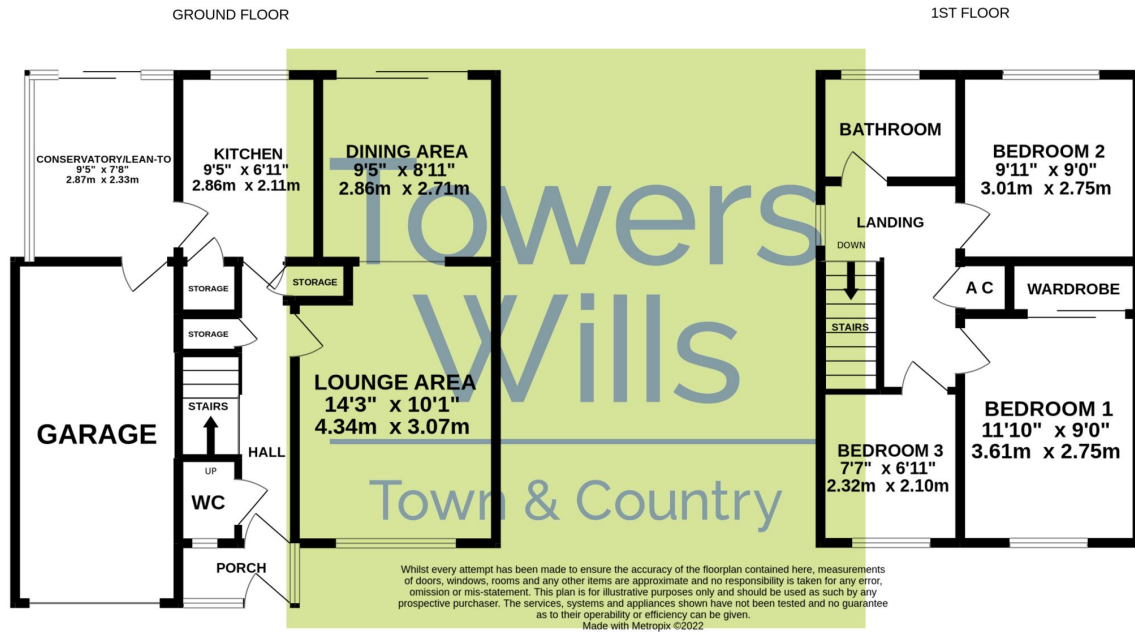 GROUND FLOOR
1ST FLOOR
CONSERVATORY/LEAN-TO
9'5" x 7'8"
2.87m x 2.33m
KITCHEN
9'5" x 6'11"
2.86m x 2.11m
DINING AREA
9'5" x 8'11"
2.86m x 2.71m
STORAGE
STORAGE
STORAGE
LOUNGE AREA
14'3" x 10'1"
4.34m x 3.07m
GARAGE
STAIRS
HALL
UP
WC
PORCH
Towers
Wills
Town & Country
BATHROOM
BEDROOM 2
9'11" x 9'0"
3.01m x 2.75m
LANDING
DOWN
A C
WARDROBE
STAIRS
BEDROOM 1
11'10" x 9'0"
3.61m x 2.75m
BEDROOM 3
7'7" x 6'11"
2.32m x 2.10m
Whilst every attempt has been made to ensure the accuracy of the floorplan contained here, measurements
of doors, windows, rooms and any other items are approximate and no responsibility is taken for any error,
omission or mis-statement. This plan is for illustrative purposes only and should be used as such by any
prospective purchaser. The services, systems and appliances shown have not been tested and no guarantee
as to their operability or efficiency can be given.
Made with Metropix ©2022